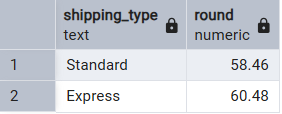 shipping_type round
text numeric
1 Standard 58.46
2 Express 60.48